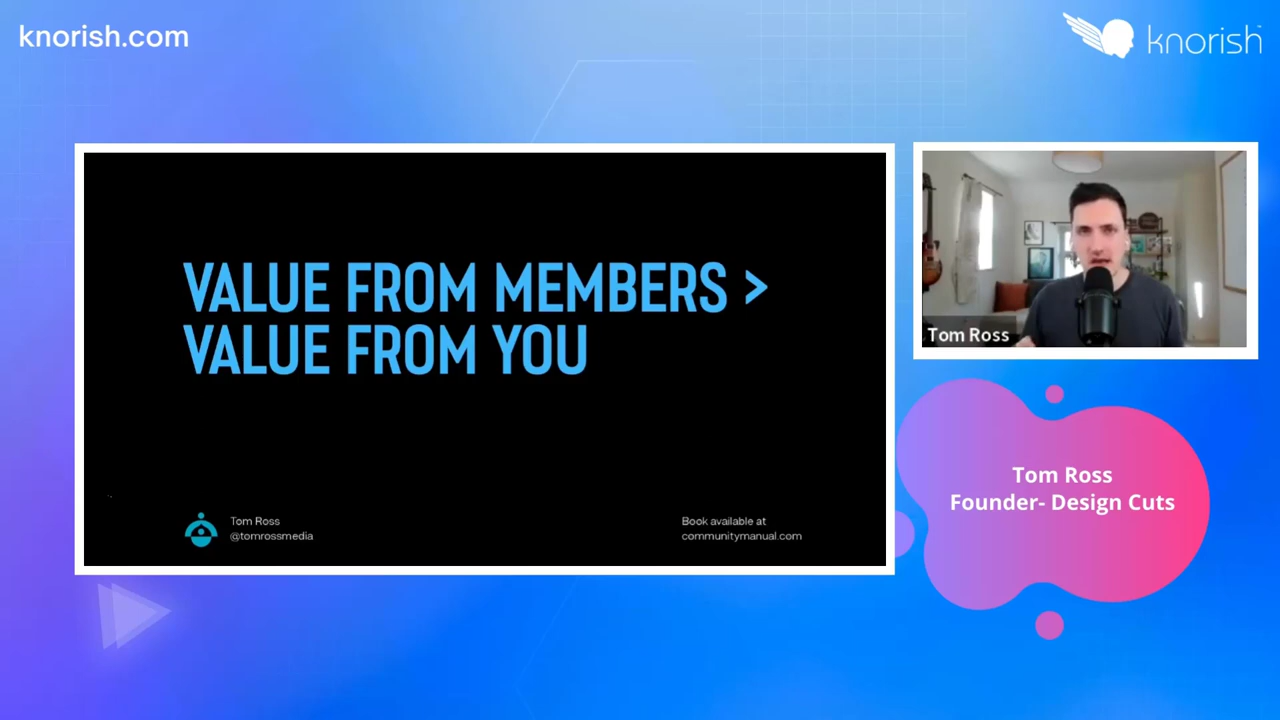 knorish.com
knorish
VALUE FROM MEMBERS >
VALUE FROM YOU
Tom Ross
@tomrossmedia
Book available at
communitymanual.com
Tom Ross
Tom Ross
Founder- Design Cuts